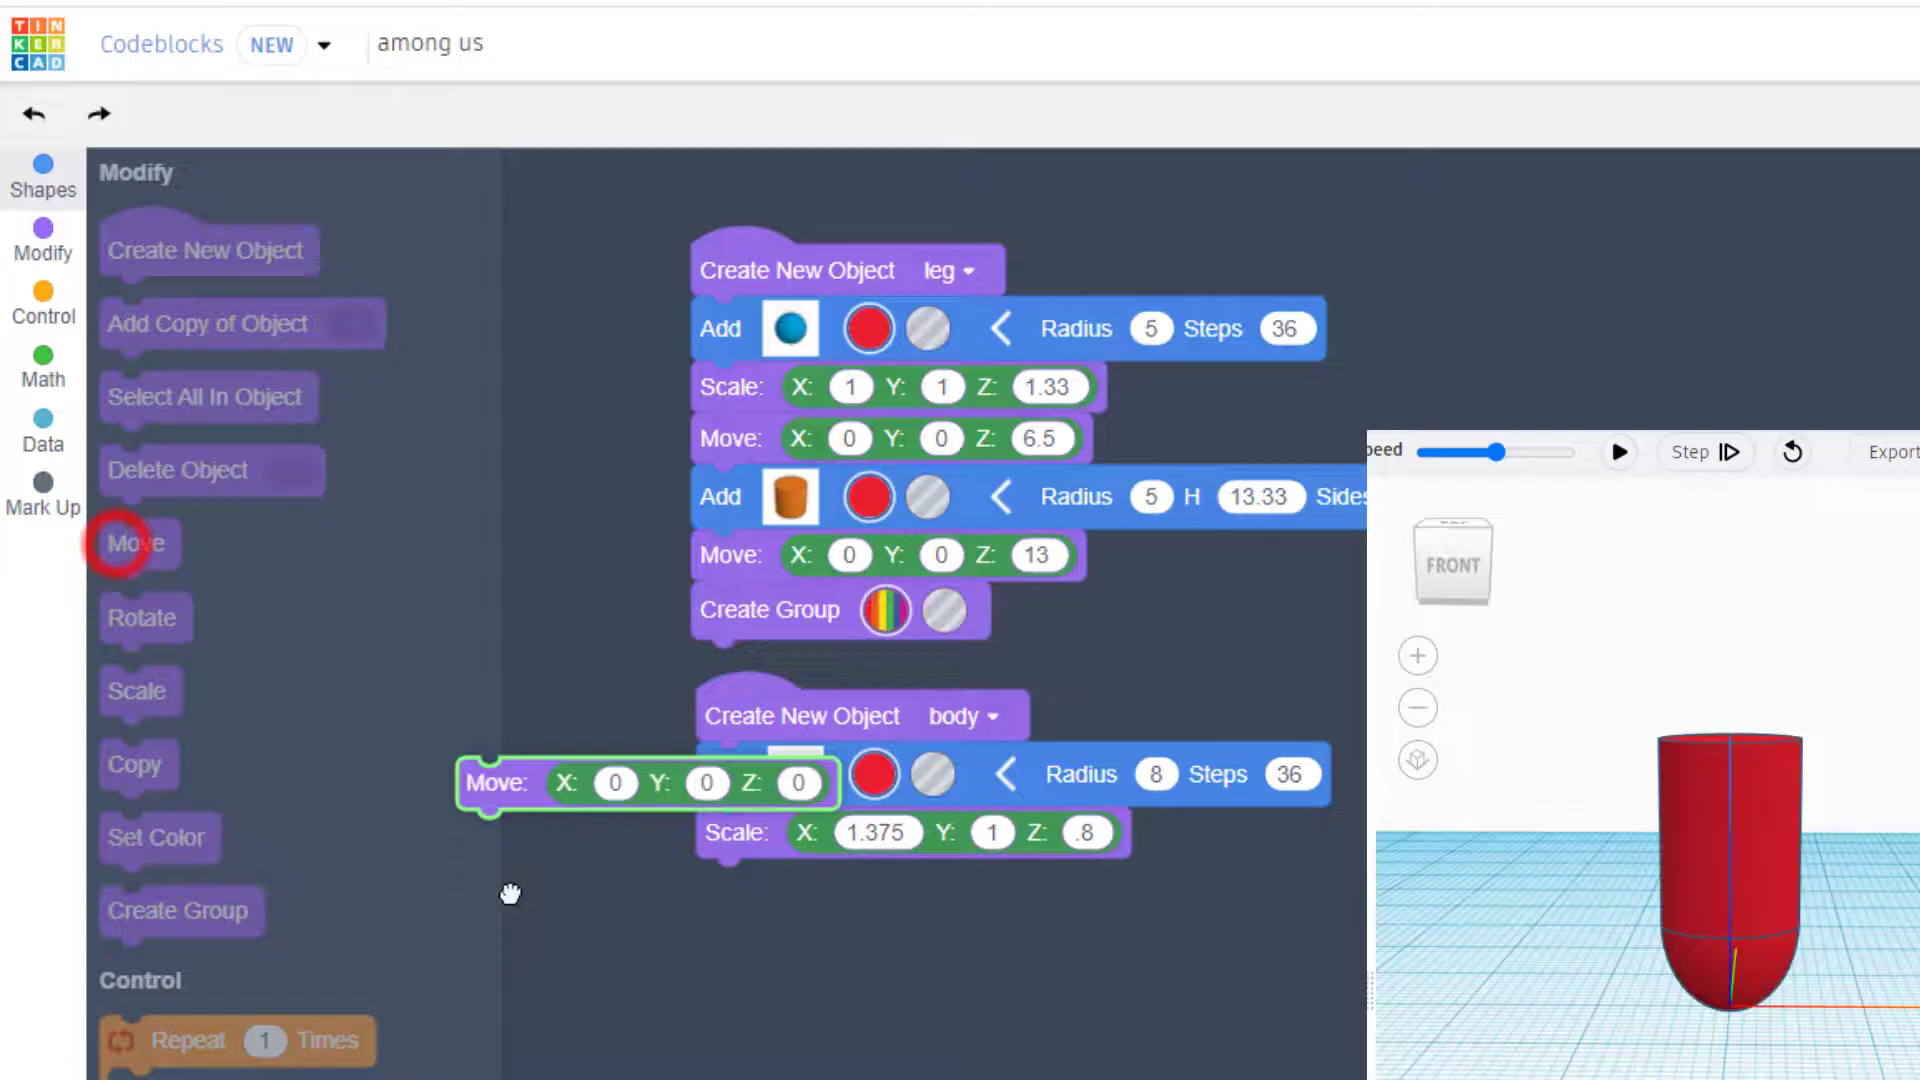 TIN
KER
CAD
Codeblocks NEW among us
Shapes
Modify
Control
Math
Data
Mark Up
Modify
Create New Object
Add Copy of Object
Select All In Object
Delete Object
Move
Rotate
Scale
Copy
Set Color
Create Group
Control
Repeat 1 Times
Create New Object leg
Add Radius 5 Steps 36
Scale: X: 1 Y: 1 Z: 1.33
Move: X: 0 Y: 0 Z: 6.5
Add Radius 5 H 13.33 Sides
Move: X: 0 Y: 0 Z: 13
Create Group
Create New Object body
Move: X: 0 Y: 0 Z: 0
Radius 8 Steps 36
Scale: X: 1.375 Y: 1 Z: .8
peed Step Export
FRONT